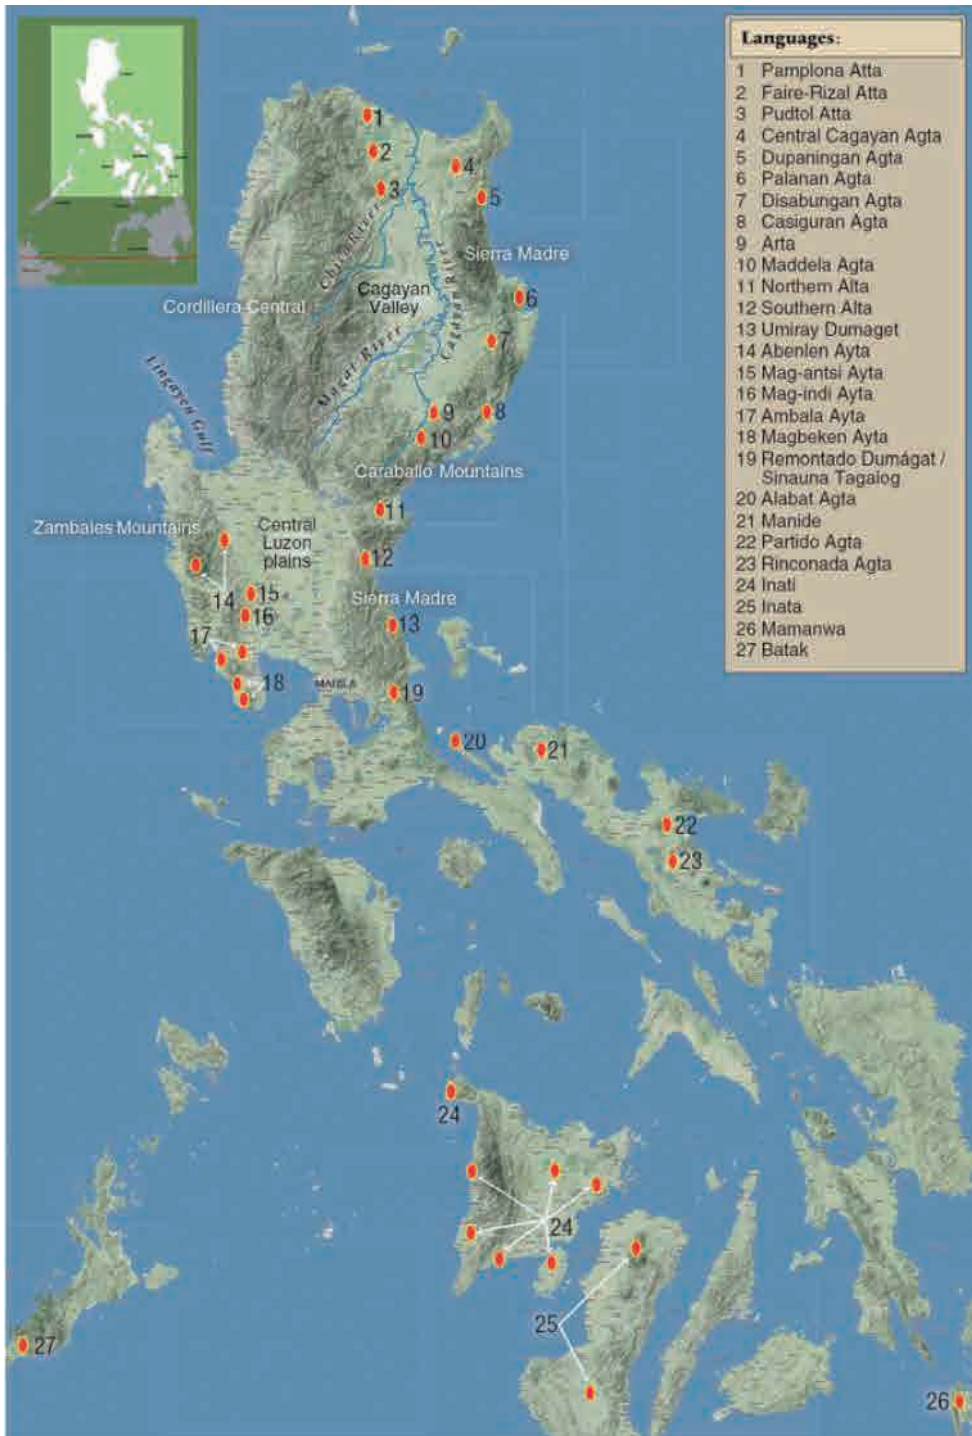 Languages:
1 Pamplona Atta
2 Faire-Rizal Atta
3 Pudtol Atta
4 Central Cagayan Agta
5 Dupaningan Agta
6 Palanan Agta
7 Disabungan Agta
8 Casiguran Agta
9 Arta
10 Maddela Agta
11 Northern Alta
12 Southern Alta
13 Umiray Dumaget
14 Abenlen Ayta
15 Mag-antsi Ayta
16 Mag-indi Ayta
17 Ambala Ayta
18 Magbeken Ayta
19 Remontado Dumágat /
Sinauna Tagalog
20 Alabat Agta
21 Manide
22 Partido Agta
23 Rinconada Agta
24 Inati
25 Inata
26 Mamanwa
27 Batak
1
2
3
4
5
Chico River
Sierra Madre
Cagayan
Valley
Cagayan River
Cordillera Central
6
7
Magat River
Lingayen Gulf
8
9
10
Caraballo Mountains
11
Zambales Mountains
Central
Luzon
plains
12
14
15
Sierra Madre
16
13
17
18
MANILA
19
20
21
22
23
24
24
25
27
26